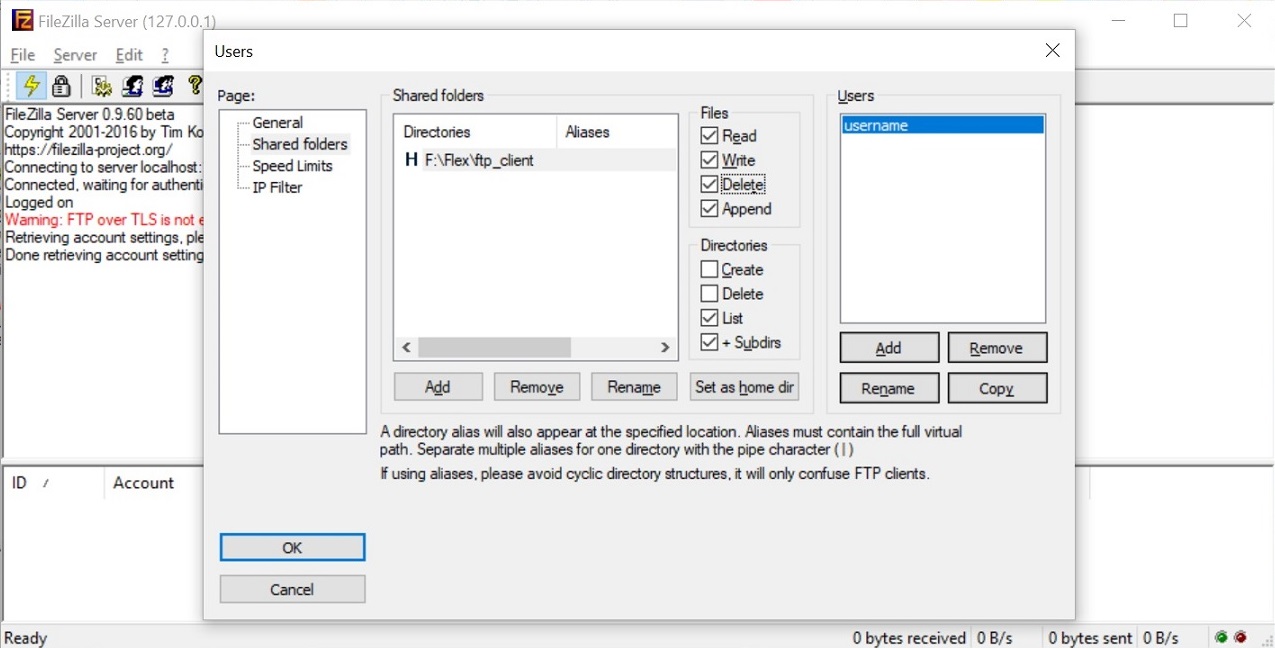 FileZilla Server (127.0.0.1)
File Server Edit ?
FileZilla Server 0.9.60 beta
Copyright 2001-2016 by Tim Ko
https://filezilla-project.org/
Connecting to server localhost:
Connected, waiting for authenti
Logged on
Warning: FTP over TLS is not e
Retrieving account settings, ple
Done retrieving account setting
ID / Account
Users
Page:
General
Shared folders
Speed Limits
IP Filter
OK
Cancel
Shared folders
Directories Aliases
H F:\Flex\ftp_client
Add Remove Rename Set as home dir
Files
Read
Write
Delete
Append
Directories
Create
Delete
List
+ Subdirs
Users
username
Add Remove
Rename Copy
A directory alias will also appear at the specified location. Aliases must contain the full virtual
path. Separate multiple aliases for one directory with the pipe character (|)
If using aliases, please avoid cyclic directory structures, it will only confuse FTP clients.
Ready 0 bytes received 0 B/s 0 bytes sent 0 B/s